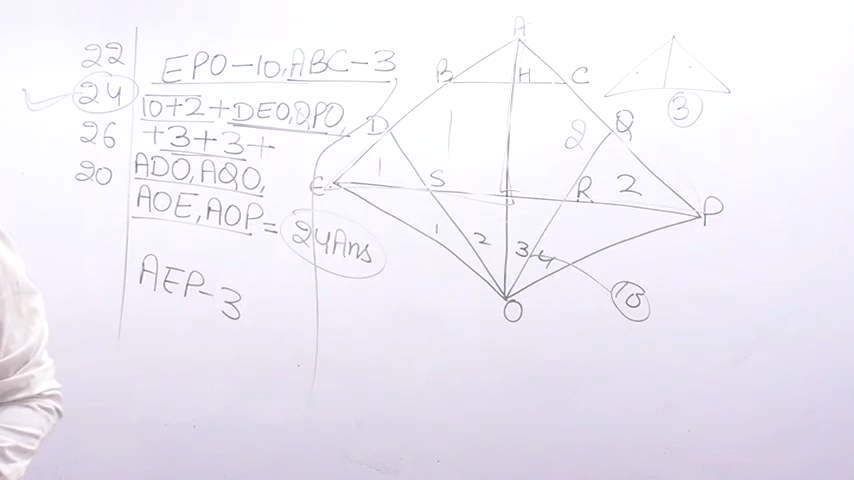 22
24
26
20
EPO-10, ABC-3
10+2+DEO,QPO,
+3+3+
ADO, AQO,
AOE, AOP = 24Ans
AEP-3
A
B H C
D 2 Q
E 1 S R 2 P
1 2 3 4
O
10
3